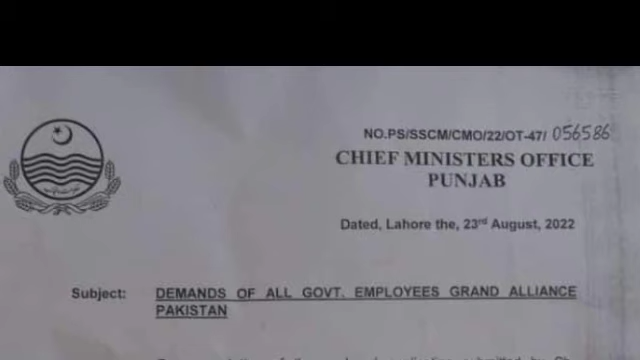 NO.PS/SSCM/CMO/22/OT-47/ 056586
CHIEF MINISTERS OFFICE
PUNJAB
Dated, Lahore the, 23rd August, 2022
Subject: DEMANDS OF ALL GOVT. EMPLOYEES GRAND ALLIANCE
PAKISTAN